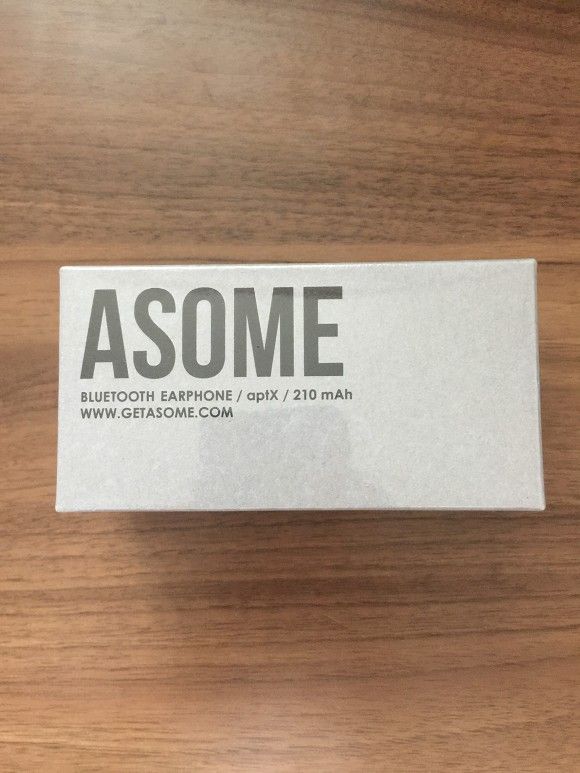 ASOME
BLUETOOTH EARPHONE / aptX / 210 mAh
WWW.GETASOME.COM